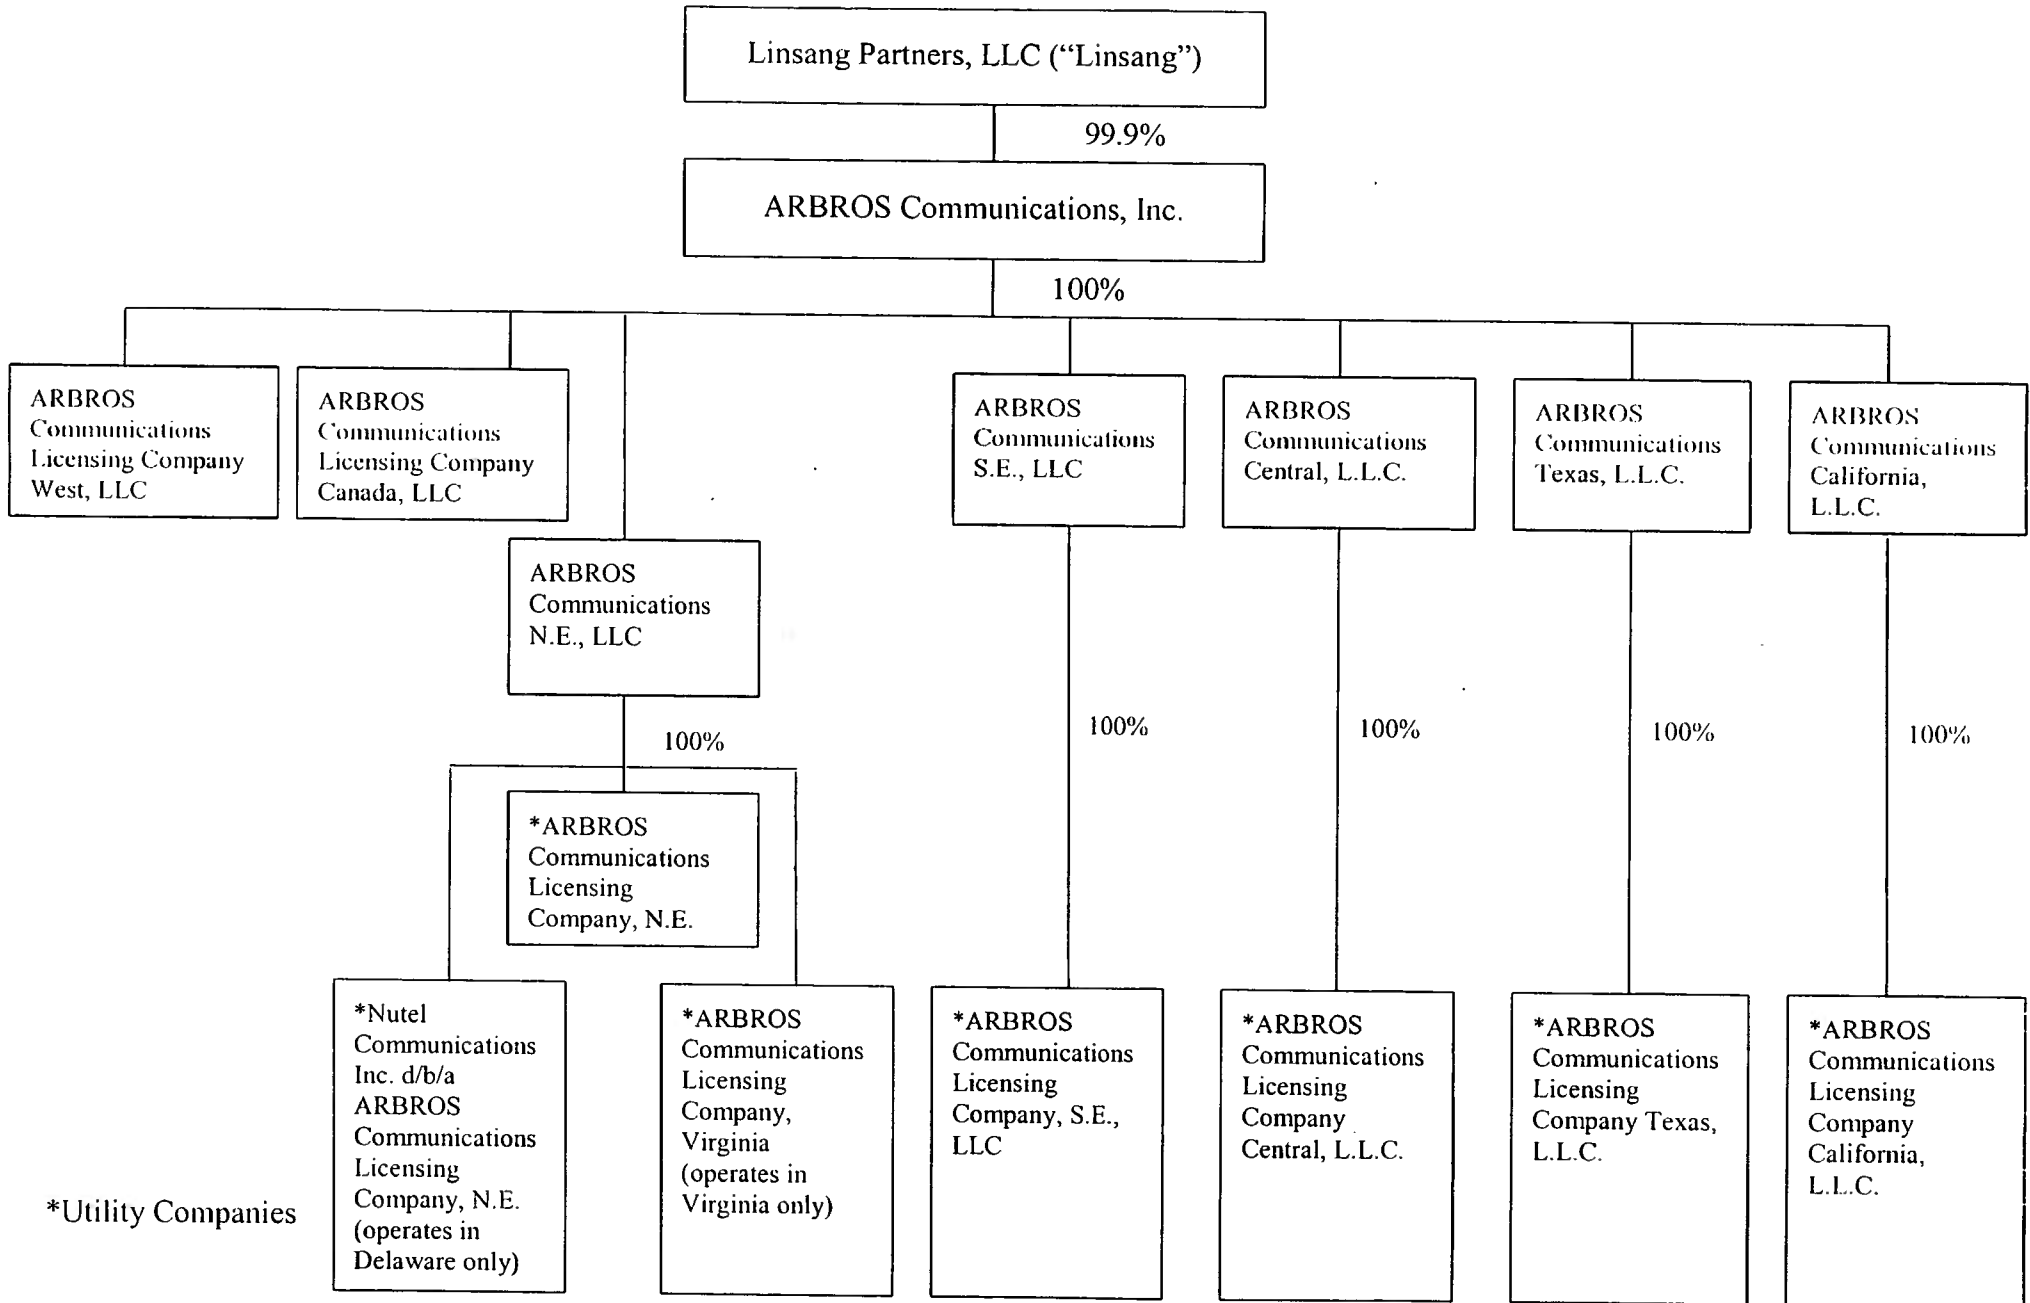 Linsang Partners, LLC (“Linsang”)
99.9%
ARBROS Communications, Inc.
100%
ARBROS
Communications
Licensing Company
West, LLC
ARBROS
Communications
Licensing Company
Canada, LLC
ARBROS
Communications
S.E., LLC
ARBROS
Communications
Central, L.L.C.
ARBROS
Communications
Texas, L.L.C.
ARBROS
Communications
California,
L.L.C.
ARBROS
Communications
N.E., LLC
100%
100%
100%
100%
100%
*ARBROS
Communications
Licensing
Company, N.E.
*Nutel
Communications
Inc. d/b/a
ARBROS
Communications
Licensing
Company, N.E.
(operates in
Delaware only)
*ARBROS
Communications
Licensing
Company,
Virginia
(operates in
Virginia only)
*ARBROS
Communications
Licensing
Company, S.E.,
LLC
*ARBROS
Communications
Licensing
Company
Central, L.L.C.
*ARBROS
Communications
Licensing
Company Texas,
L.L.C.
*ARBROS
Communications
Licensing
Company
California,
L.L.C.
*Utility Companies